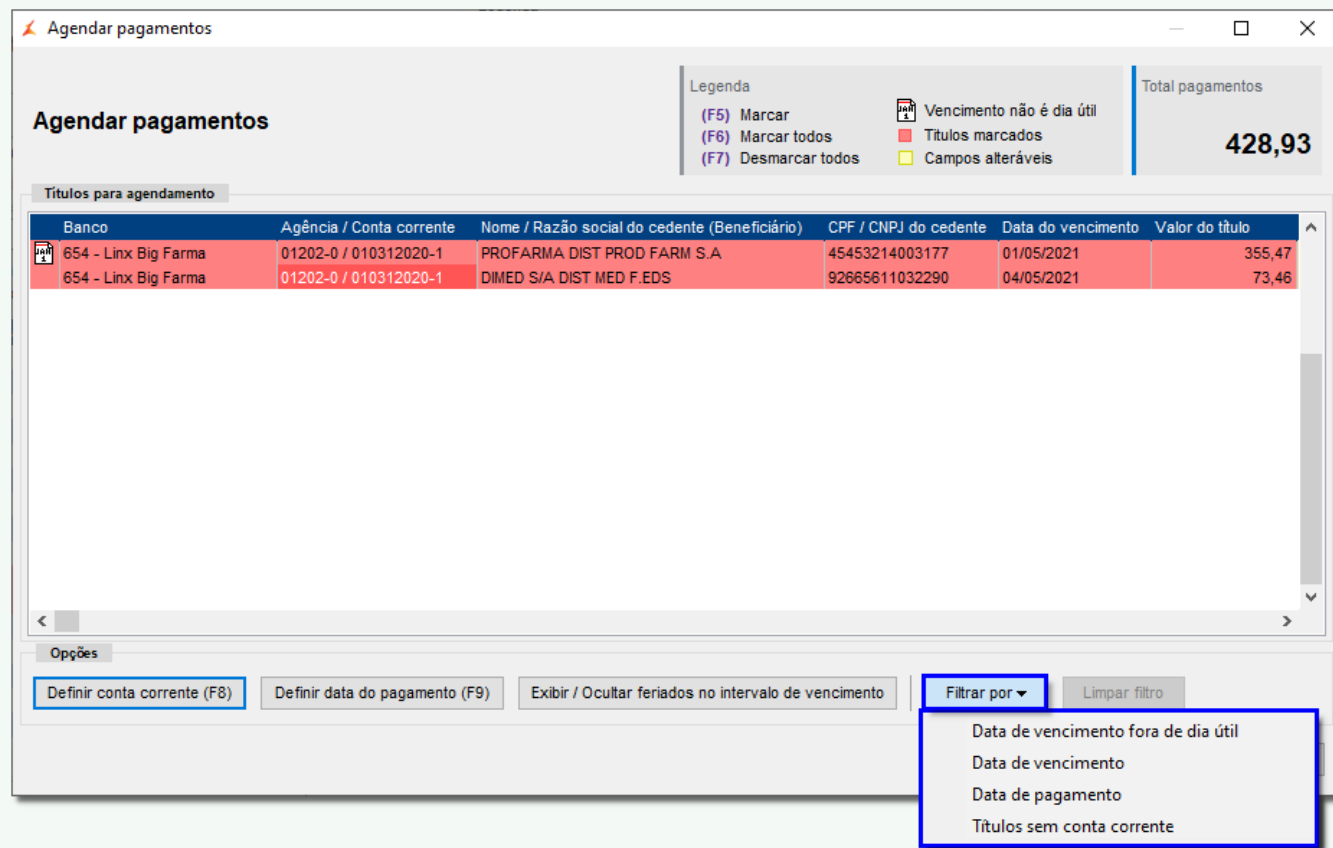 Agendar pagamentos
Agendar pagamentos
Legenda
(F5) Marcar
(F6) Marcar todos
(F7) Desmarcar todos
JAN 1 Vencimento não é dia útil
Titulos marcados
Campos alteráveis
Total pagamentos
428,93
Titulos para agendamento
Banco Agência / Conta corrente Nome / Razão social do cedente (Beneficiário) CPF / CNPJ do cedente Data do vencimento Valor do título
JAN 1 654 - Linx Big Farma 01202-0 / 010312020-1 PROFARMA DIST PROD FARM S.A 45453214003177 01/05/2021 355,47
654 - Linx Big Farma 01202-0 / 010312020-1 DIMED S/A DIST MED F.EDS 92665611032290 04/05/2021 73,46
Opções
Definir conta corrente (F8) Definir data do pagamento (F9) Exibir / Ocultar feriados no intervalo de vencimento Filtrar por Limpar filtro
Data de vencimento fora de dia útil
Data de vencimento
Data de pagamento
Títulos sem conta corrente